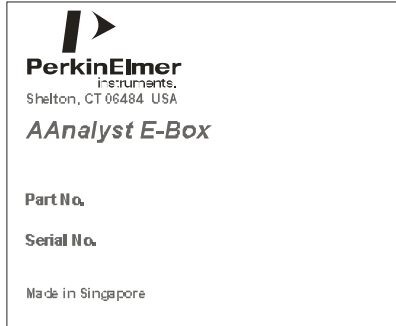 PerkinElmer
instruments.
Shelton, CT 06484 USA
AAnalyst E-Box
Part No.
Serial No.
Made in Singapore